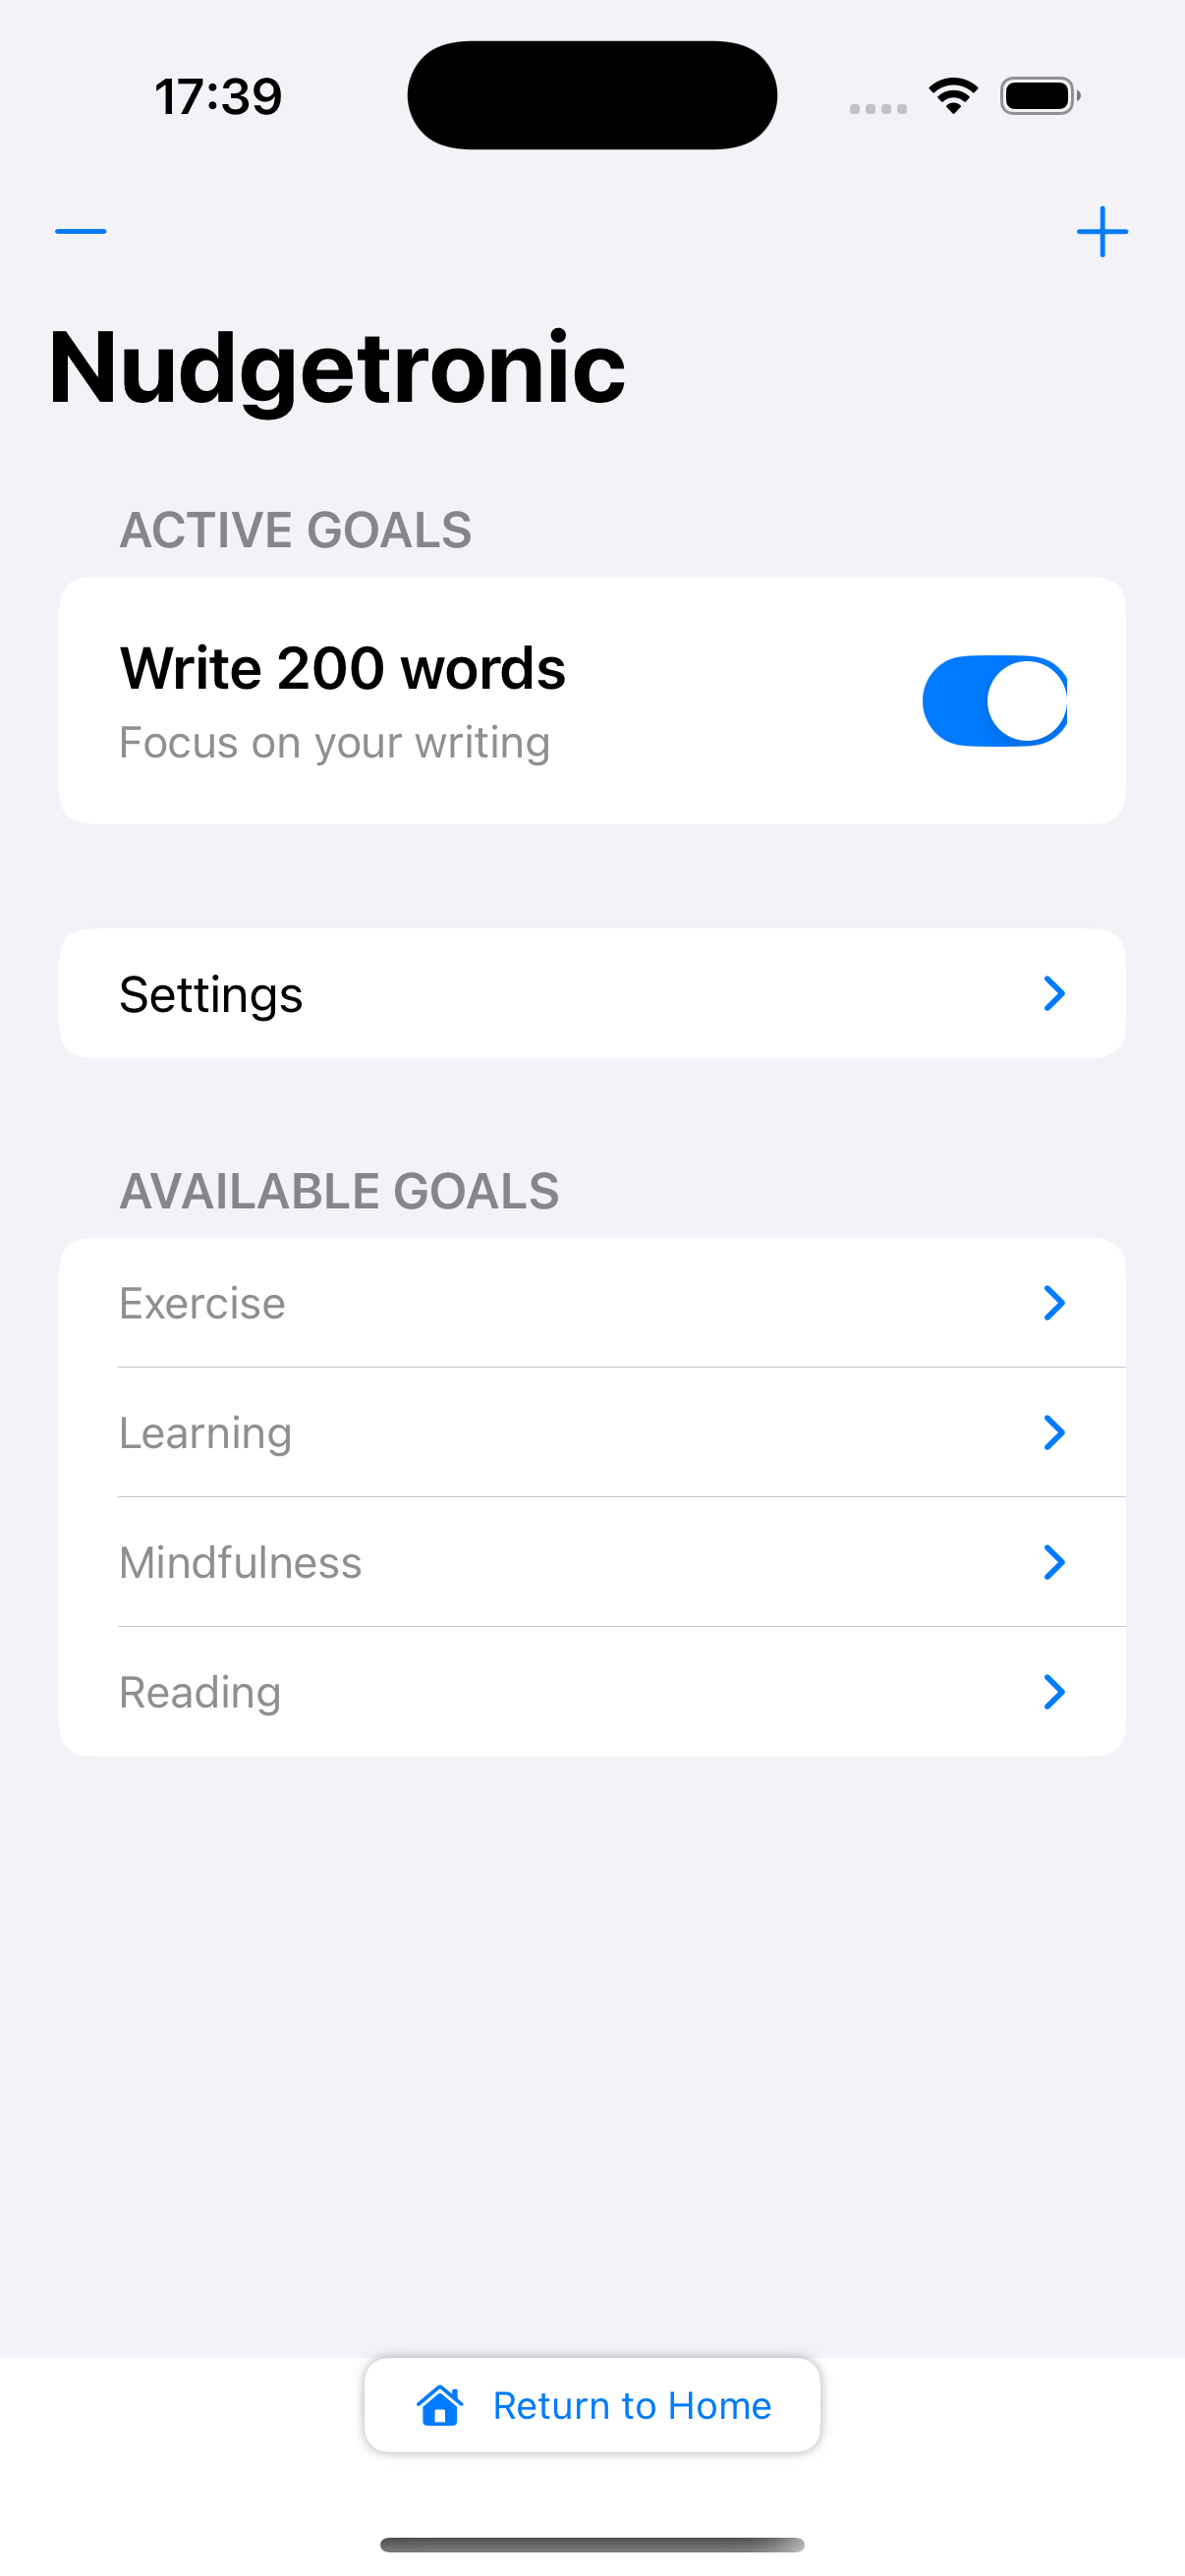 17:39
Nudgetronic
ACTIVE GOALS
Write 200 words
Focus on your writing
Settings
AVAILABLE GOALS
Exercise
Learning
Mindfulness
Reading
Return to Home